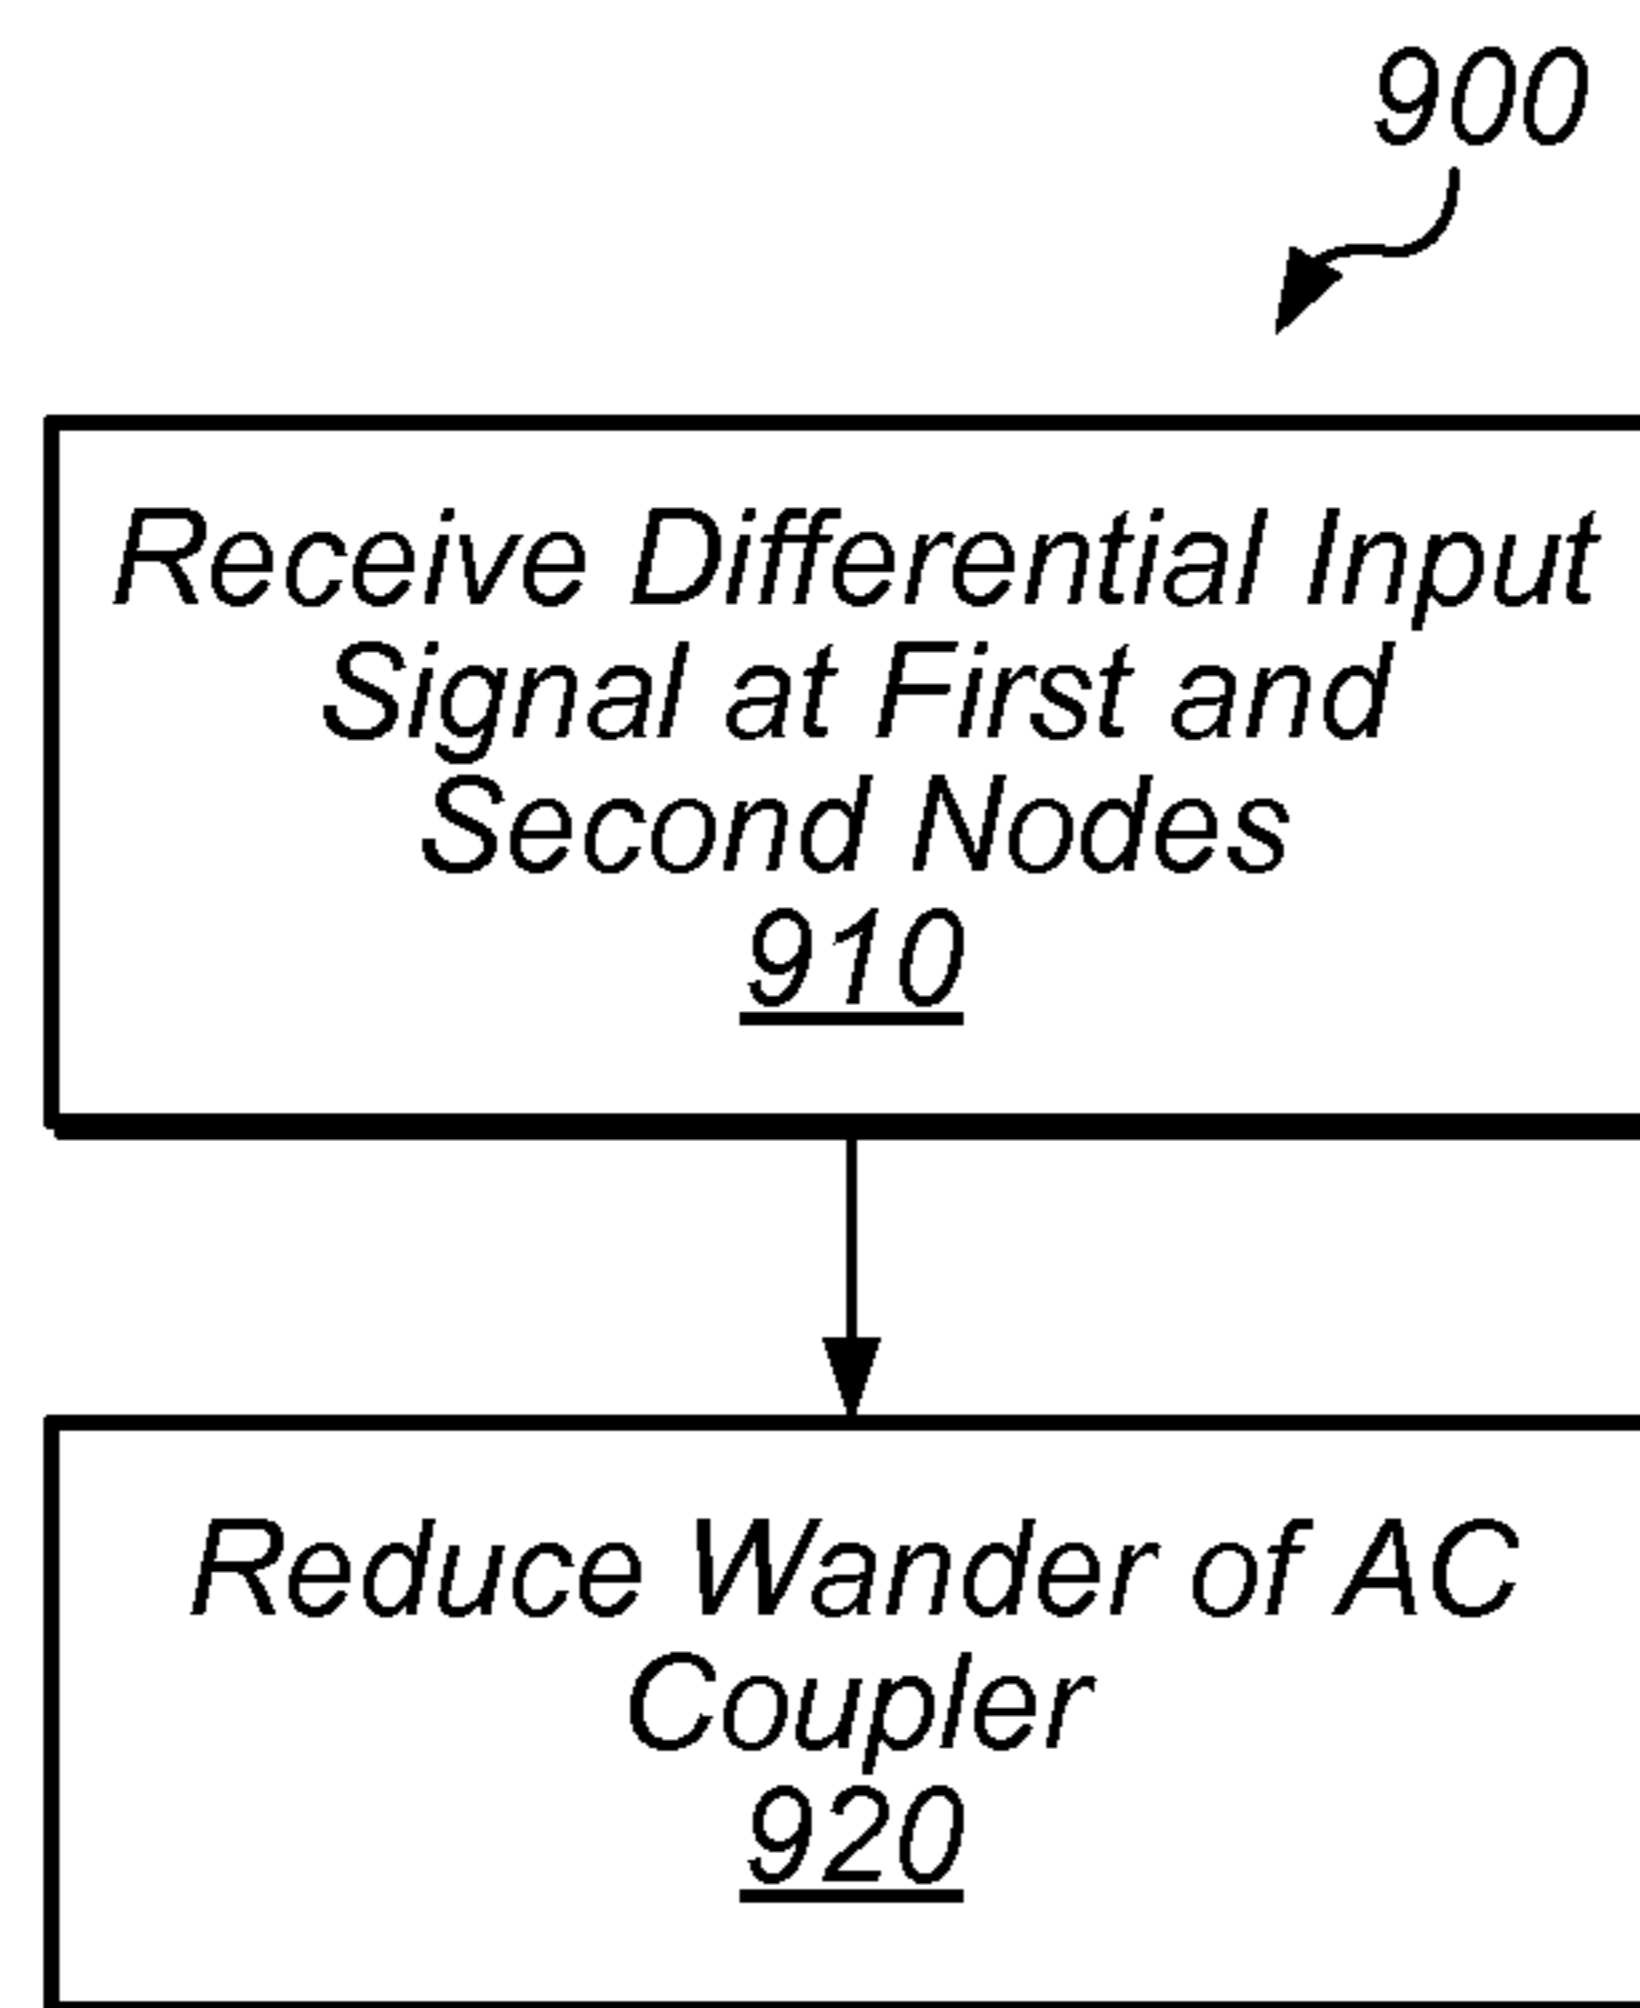 900
Receive Differential Input
Signal at First and
Second Nodes
910
Reduce Wander of AC
Coupler
920